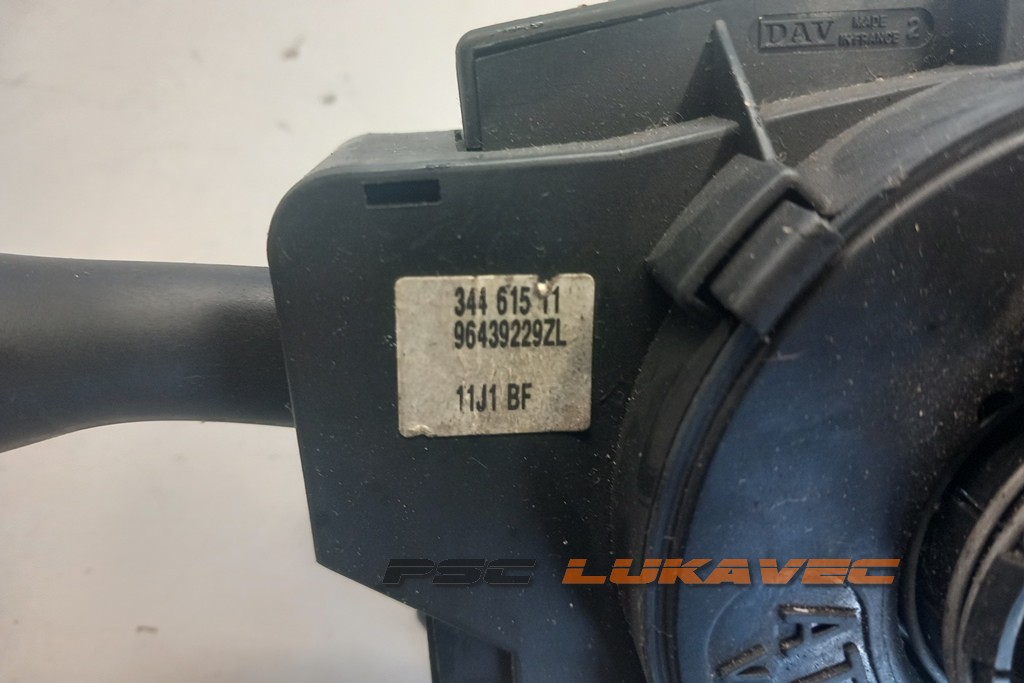 DAV MADE IN FRANCE 2
344 615 11
96439229ZL
11J1 BF
PSC LUKAVEC